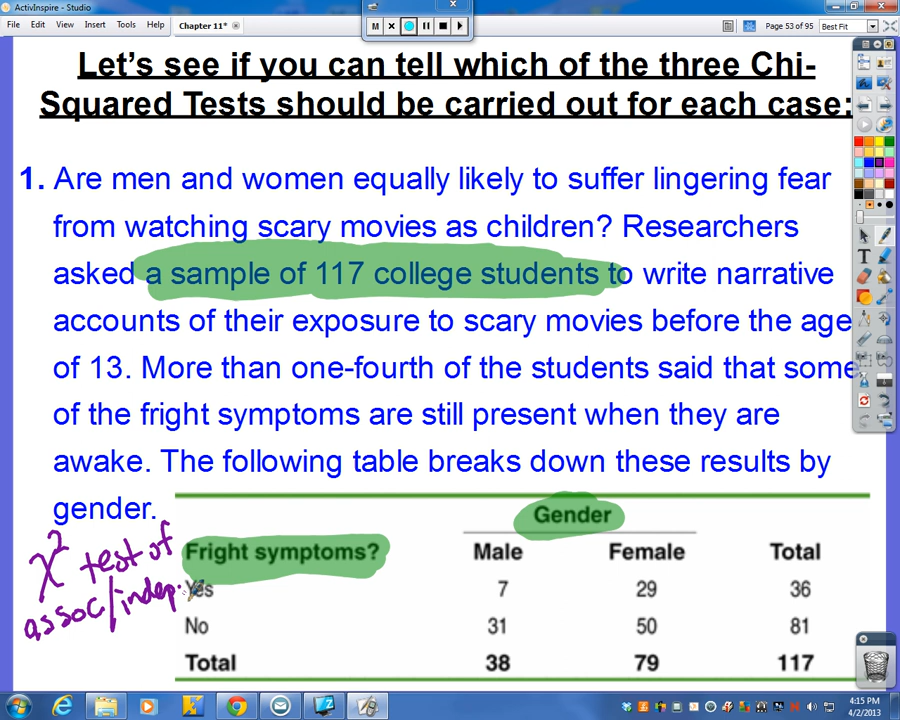 ActivInspire - Studio
File Edit View Insert Tools Help Chapter 11* Page 53 of 95 Best Fit
M
Let's see if you can tell which of the three Chi-
Squared Tests should be carried out for each case:
1. Are men and women equally likely to suffer lingering fear
from watching scary movies as children? Researchers
asked a sample of 117 college students to write narrative
accounts of their exposure to scary movies before the age
of 13. More than one-fourth of the students said that some
of the fright symptoms are still present when they are
awake. The following table breaks down these results by
gender.
Gender
Fright symptoms? Male Female Total
Yes 7 29 36
No 31 50 81
Total 38 79 117
χ² test of
assoc/indep.
4:15 PM
4/2/2013